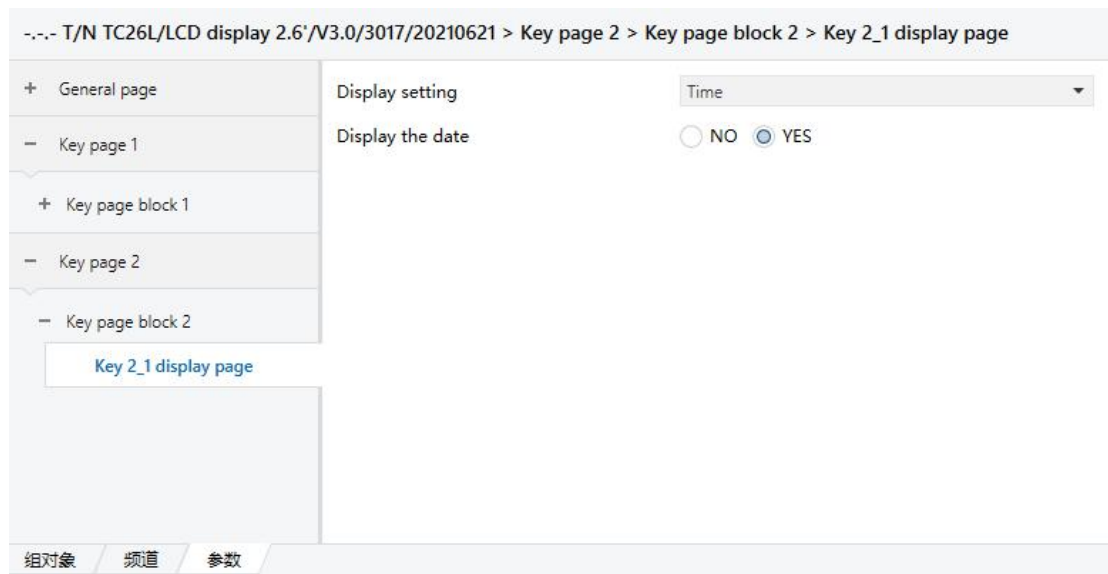 -.-.- T/N TC26L/LCD display 2.6'/V3.0/3017/20210621 > Key page 2 > Key page block 2 > Key 2_1 display page
+ General page
Display setting
Time
Display the date
NO YES
− Key page 1
+ Key page block 1
− Key page 2
− Key page block 2
Key 2_1 display page
组对象 频道 参数